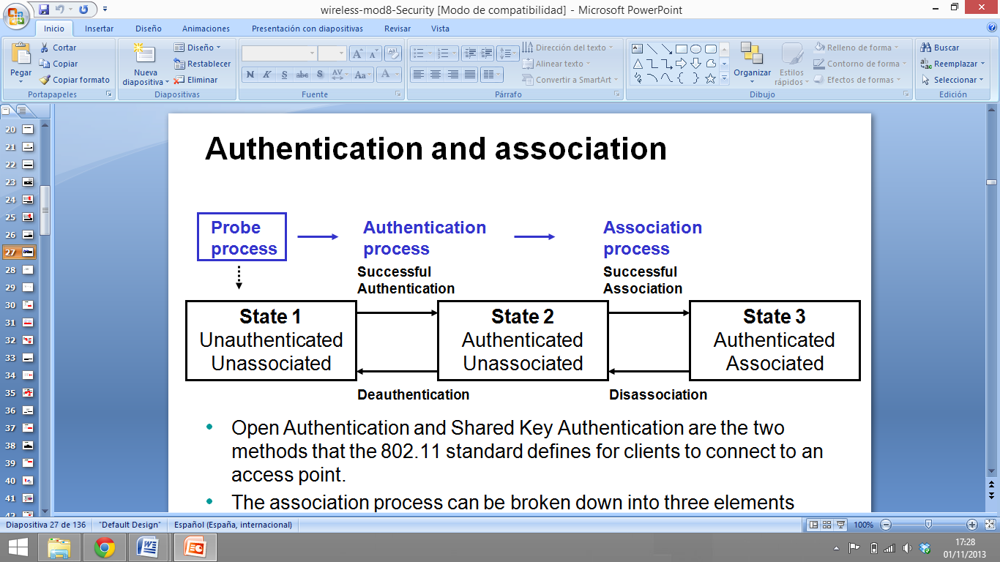 wireless-mod8-Security [Modo de compatibilidad] - Microsoft PowerPoint
Inicio Insertar Diseño Animaciones Presentación con diapositivas Revisar Vista
Pegar
Cortar
Copiar
Copiar formato
Portapapeles
Nueva
diapositiva
Diseño
Restablecer
Eliminar
Diapositivas
N K S abc S AV Aa A
Fuente
Dirección del texto
Alinear texto
Convertir a SmartArt
Párrafo
Organizar
Estilos
rápidos
Relleno de forma
Contorno de forma
Efectos de formas
Dibujo
Buscar
Reemplazar
Seleccionar
Edición
20
21
22
23
24
25
26
27
28
29
30
31
32
33
34
35
36
37
38
39
40
41
Authentication and association
Probe
process
Authentication
process
Association
process
Successful
Authentication
Successful
Association
State 1
Unauthenticated
Unassociated
State 2
Authenticated
Unassociated
State 3
Authenticated
Associated
Deauthentication
Disassociation
• Open Authentication and Shared Key Authentication are the two
methods that the 802.11 standard defines for clients to connect to an
access point.
• The association process can be broken down into three elements
Diapositiva 27 de 136 "Default Design" Español (España, internacional) 100%
17:28
01/11/2013